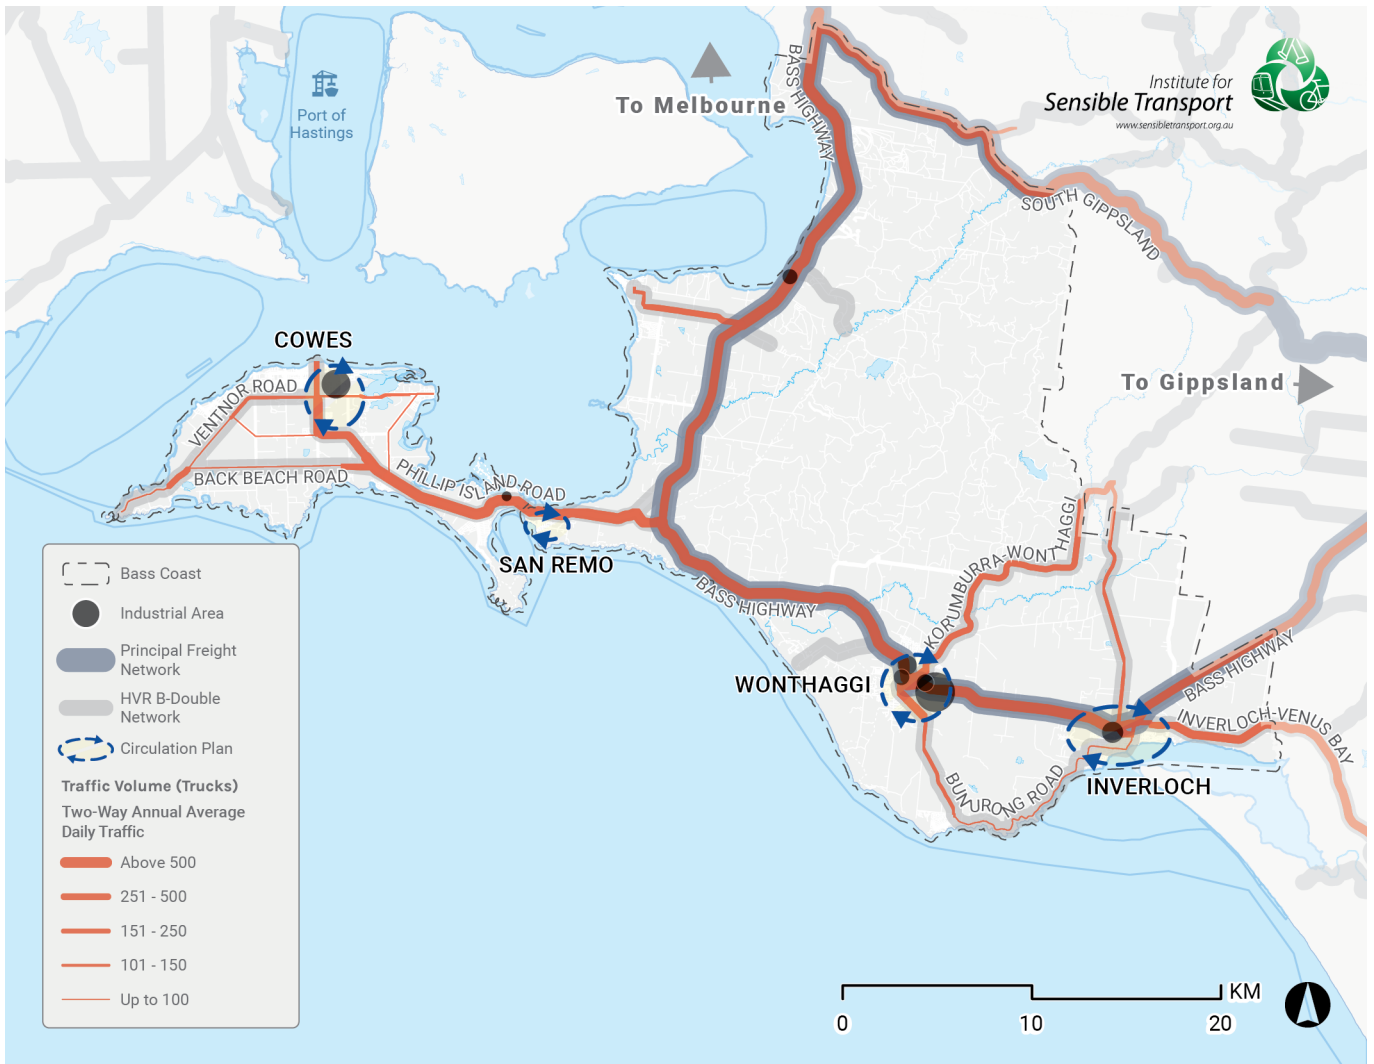 Institute for
Sensible Transport
www.sensibletransport.org.au
Port of
Hastings
To Melbourne
BASS HIGHWAY
SOUTH GIPPSLAND
To Gippsland
COWES
VENTNOR ROAD
BACK BEACH ROAD
PHILLIP ISLAND ROAD
SAN REMO
BASS HIGHWAY
KORUMBURRA-WONTHAGGI
WONTHAGGI
BASS HIGHWAY
INVERLOCH-VENUS BAY
BUNURONG ROAD
INVERLOCH
Bass Coast
Industrial Area
Principal Freight
Network
HVR B-Double
Network
Circulation Plan
Traffic Volume (Trucks)
Two-Way Annual Average
Daily Traffic
Above 500
251 - 500
151 - 250
101 - 150
Up to 100
KM
0
10
20